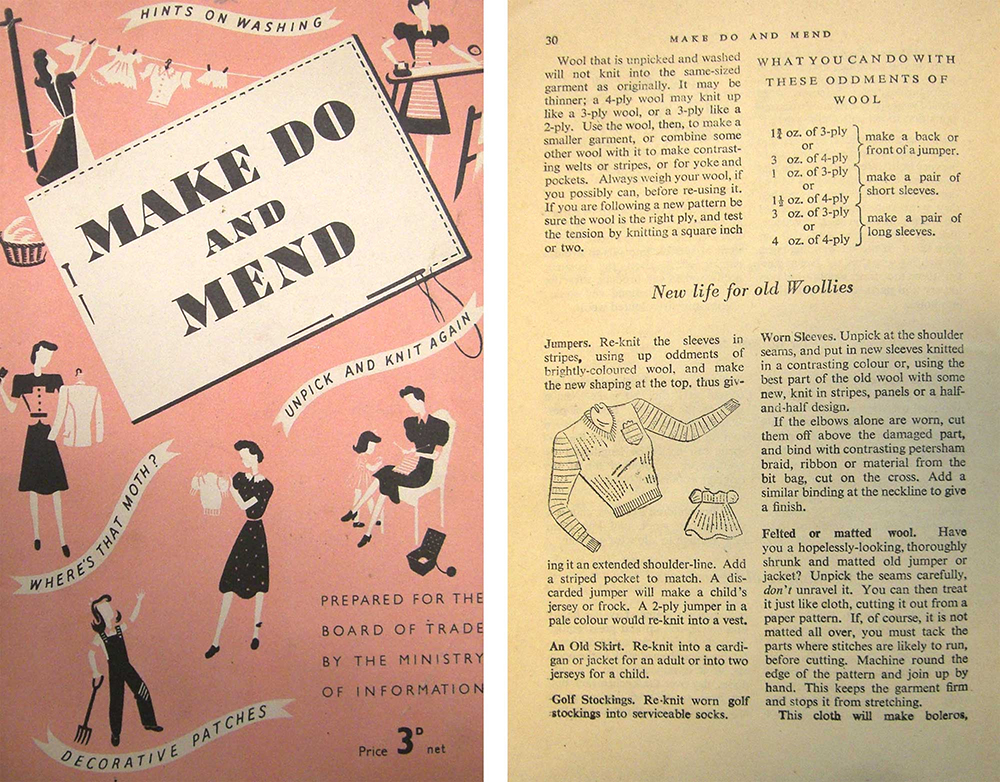 HINTS ON WASHING
MAKE DO
AND
MEND
UNPICK AND KNIT AGAIN
WHERE'S THAT MOTH?
DECORATIVE PATCHES
PREPARED FOR THE
BOARD OF TRADE
BY THE MINISTRY
OF INFORMATION
Price 3D net
30
MAKE DO AND MEND
Wool that is unpicked and washed
will not knit into the same-sized
garment as originally. It may be
thinner; a 4-ply wool may knit up
like a 3-ply wool, or a 3-ply like a
2-ply. Use the wool, then, to make a
smaller garment, or combine some
other wool with it to make contrast-
ing welts or stripes, or for yoke and
pockets. Always weigh your wool, if
you possibly can, before re-using it.
If you are following a new pattern be
sure the wool is the right ply, and test
the tension by knitting a square inch
or two.
WHAT YOU CAN DO WITH
THESE ODDMENTS OF
WOOL
1¾ oz. of 3-ply
or
3 oz. of 4-ply
make a back or
front of a jumper.
1 oz. of 3-ply
or
1½ oz. of 4-ply
make a pair of
short sleeves.
3 oz. of 3-ply
or
4 oz. of 4-ply
make a pair of
long sleeves.
New life for old Woollies
Jumpers. Re-knit the sleeves in
stripes, using up oddments of
brightly-coloured wool, and make
the new shaping at the top, thus giv-
ing it an extended shoulder-line. Add
a striped pocket to match. A dis-
carded jumper will make a child's
jersey or frock. A 2-ply jumper in a
pale colour would re-knit into a vest.
An Old Skirt. Re-knit into a cardi-
gan or jacket for an adult or into two
jerseys for a child.
Golf Stockings. Re-knit worn golf
stockings into serviceable socks.
Worn Sleeves. Unpick at the shoulder
seams, and put in new sleeves knitted
in a contrasting colour or, using the
best part of the old wool with some
new, knit in stripes, panels or a half-
and-half design.
If the elbows alone are worn, cut
them off above the damaged part,
and bind with contrasting petersham
braid, ribbon or material from the
bit bag, cut on the cross. Add a
similar binding at the neckline to give
a finish.
Felted or matted wool. Have
you a hopelessly-looking, thoroughly
shrunk and matted old jumper or
jacket? Unpick the seams carefully,
don't unravel it. You can then treat
it just like cloth, cutting it out from a
paper pattern. If, of course, it is not
matted all over, you must tack the
parts where stitches are likely to run,
before cutting. Machine round the
edge of the pattern and join up by
hand. This keeps the garment firm
and stops it from stretching.
This cloth will make boleros,